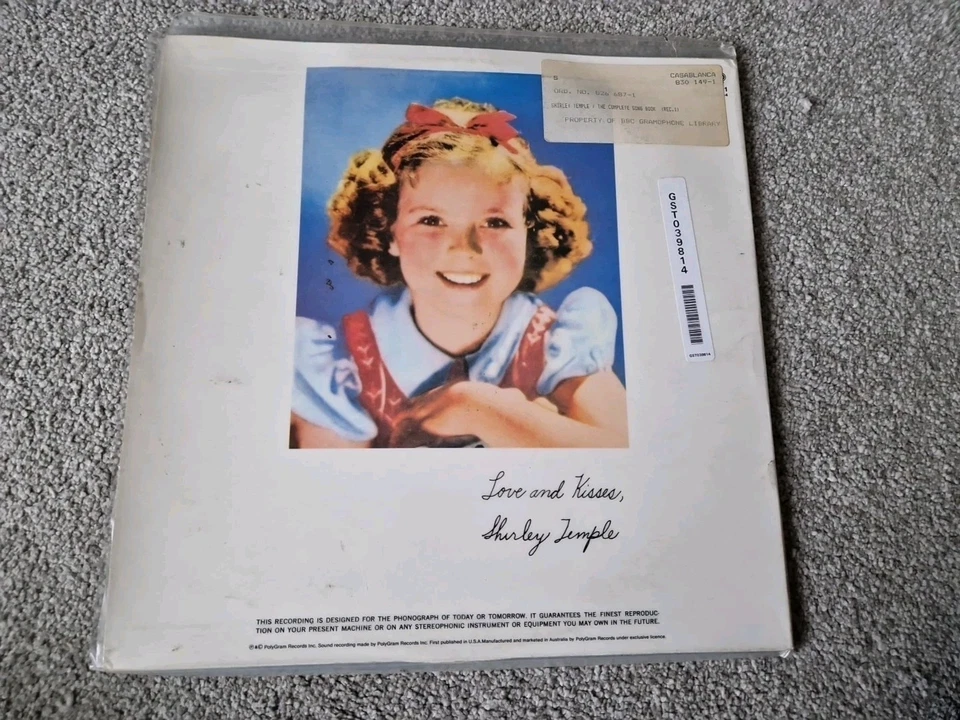 S CASABLANCA
830 149-1
ORD. NO.
SHIRLEY TEMPLE / THE COMPLETE SONG BOOK (REI.)
PROPERTY OF BBC GRAMOPHONE LIBRARY
GST039814
GST039814
Love and Kisses,
Shirley Temple
THIS RECORDING IS DESIGNED FOR THE PHONOGRAPH OF TODAY OR TOMORROW. IT GUARANTEES THE FINEST REPRODUC-
TION ON YOUR PRESENT MACHINE OR ON ANY STEREOPHONIC INSTRUMENT OR EQUIPMENT YOU MAY OWN IN THE FUTURE.
℗&© PolyGram Records Inc. Sound recording made by PolyGram Records Inc. First published in U.S.A. Manufactured and marketed in Australia by PolyGram Records under exclusive licence.